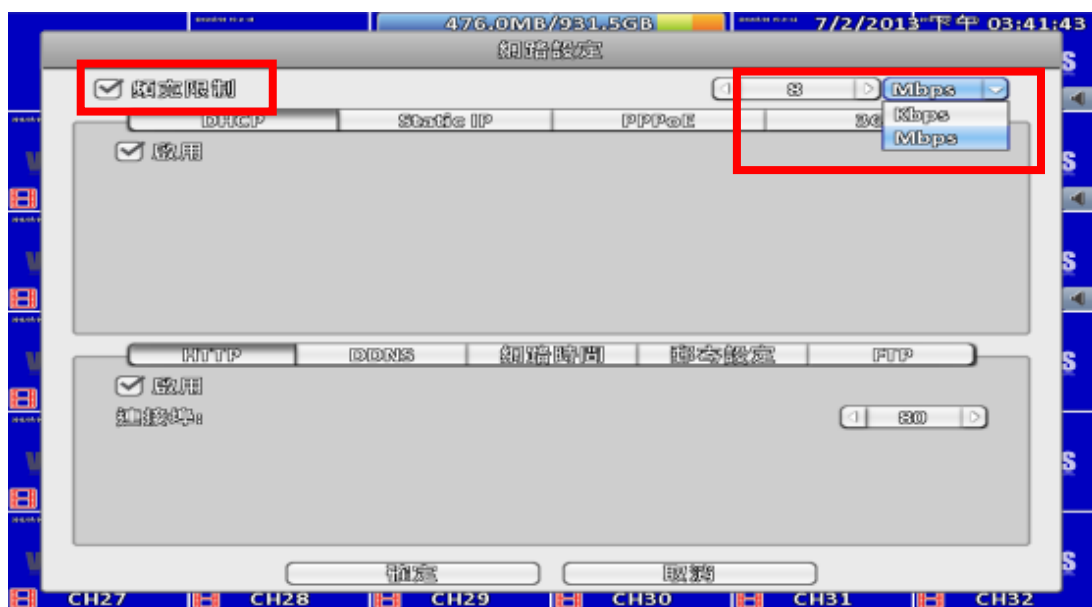 476.0MB/931.5GB 7/2/2013 下午 03:41:43
網路設定
頻寬限制 8 Mbps
Kbps
Mbps
DHCP Static IP PPPoE
啟用
HTTP DDNS 網路時間 郵寄設定 FTP
啟用
連接埠: 80
確定 取消
CH27 CH28 CH29 CH30 CH31 CH32